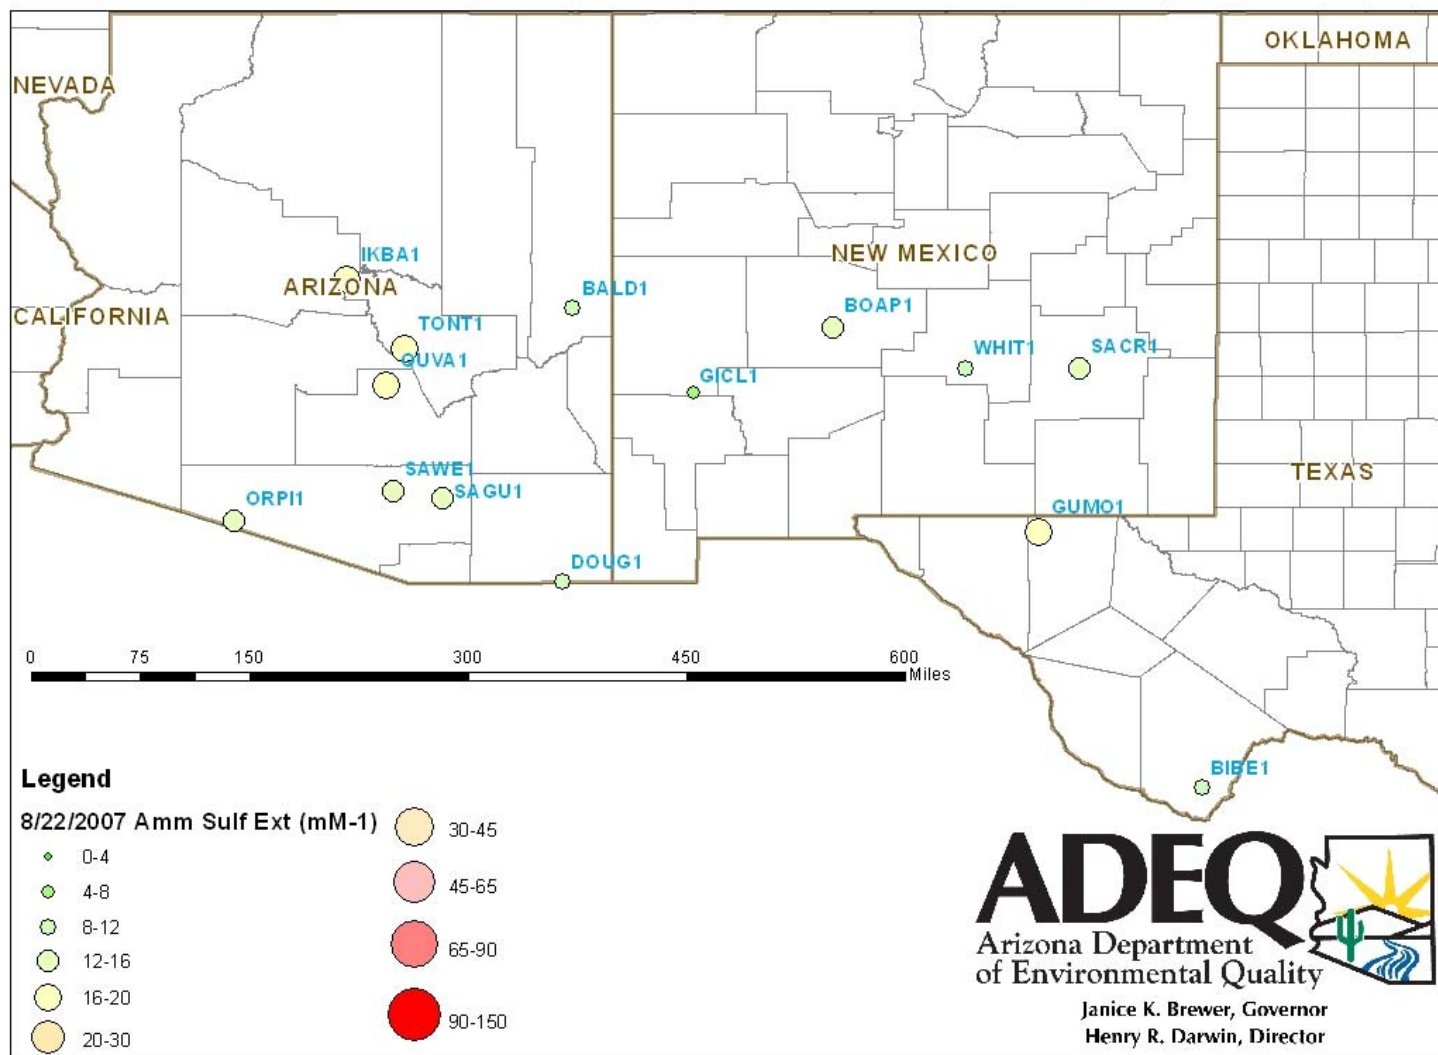 OKLAHOMA
NEVADA
IKBA1
NEW MEXICO
ARIZONA
BALD1
BOAP1
CALIFORNIA
TONT1
WHIT1
SACR1
QUVA1
GICL1
SAWE1
TEXAS
ORPI1
SAGU1
GUMO1
DOUG1
0 75 150 300 450 600
Miles
BIBE1
Legend
8/22/2007 Amm Sulf Ext (mM-1)
0-4
4-8
8-12
12-16
16-20
20-30
30-45
45-65
65-90
90-150
ADEQ
Arizona Department
of Environmental Quality
Janice K. Brewer, Governor
Henry R. Darwin, Director